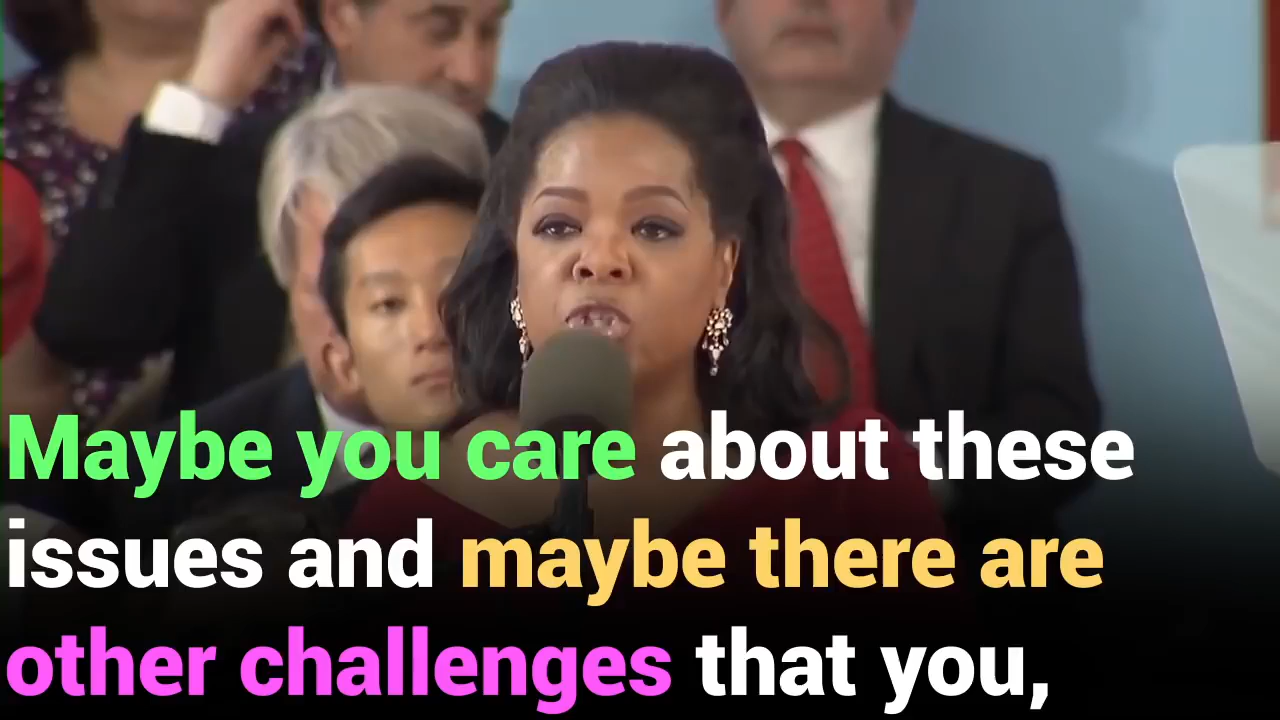 Maybe you care about these
issues and maybe there are
other challenges that you,